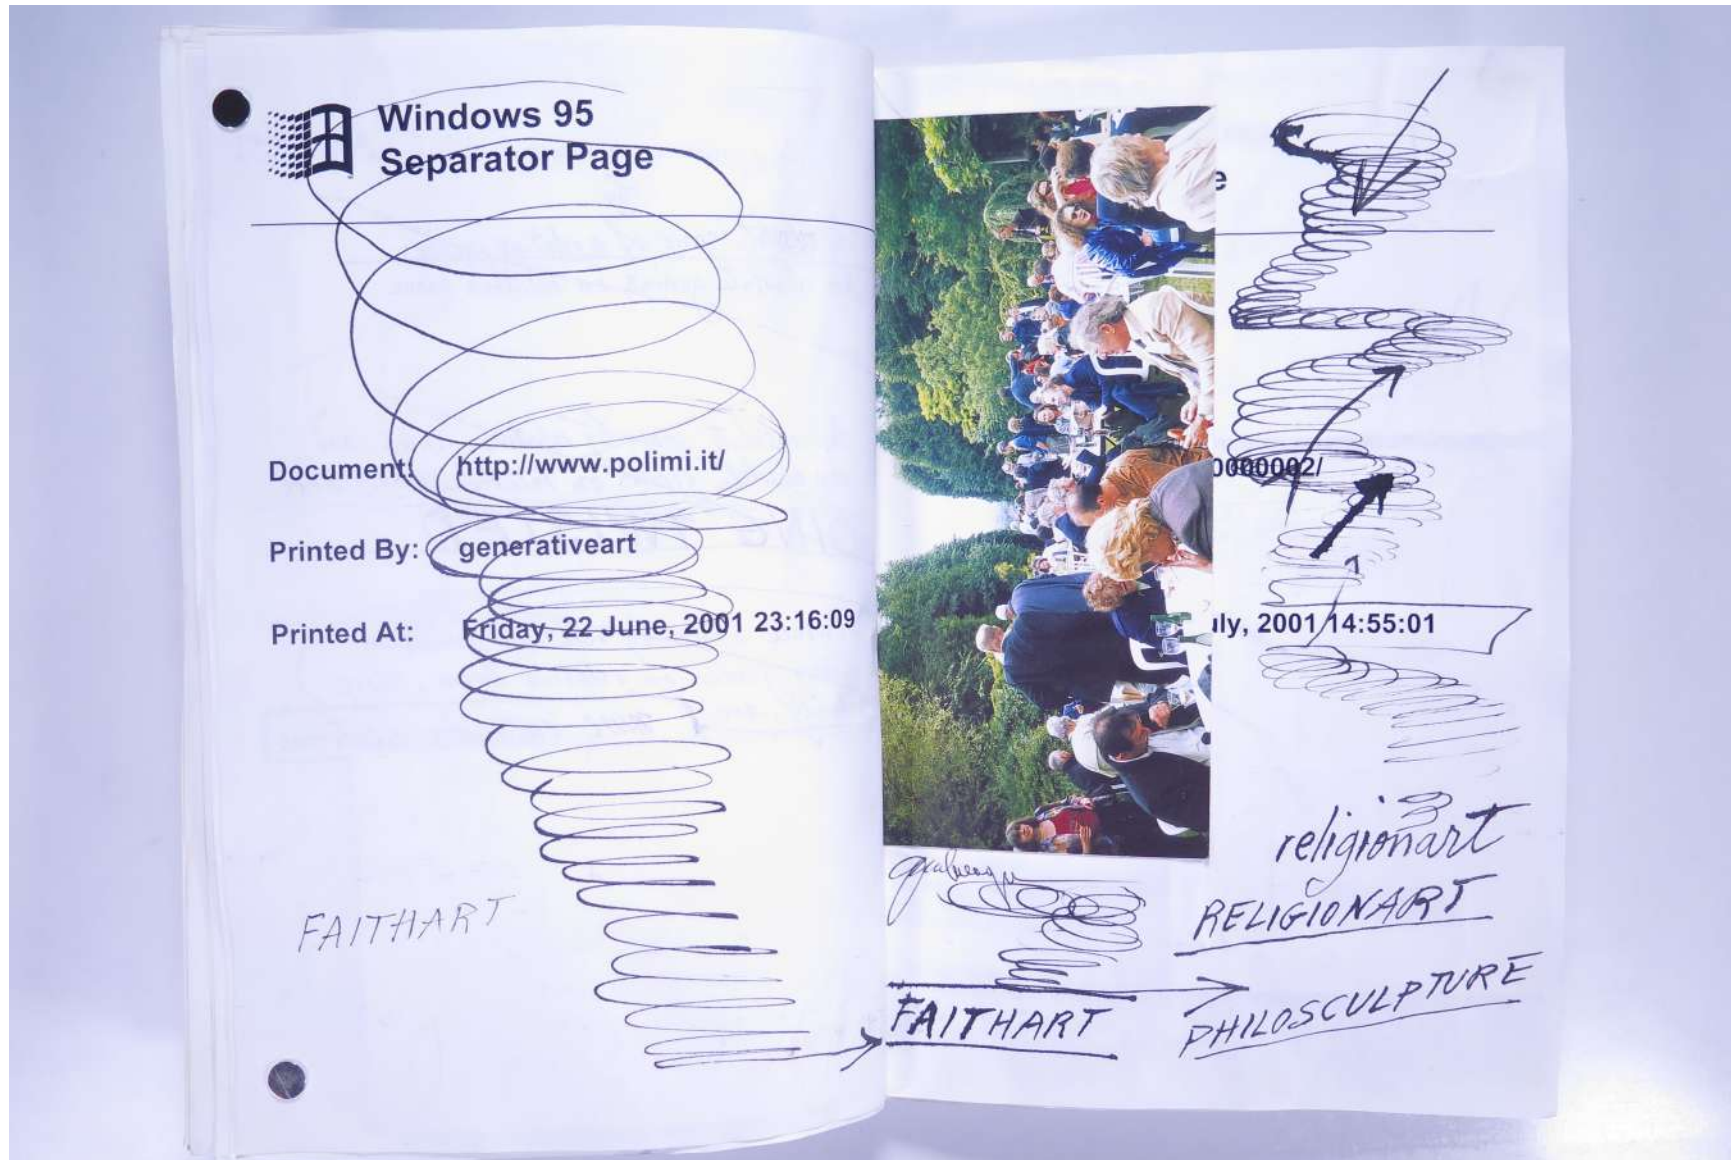 Windows 95
Separator Page
Document: http://www.polimi.it/
Printed By: generativeart
Printed At: Friday, 22 June, 2001 23:16:09
FAITHART
e
0000002/
uly, 2001 14:55:01
religionart
RELIGIONART
FAITHART
PHILOSCULPTURE